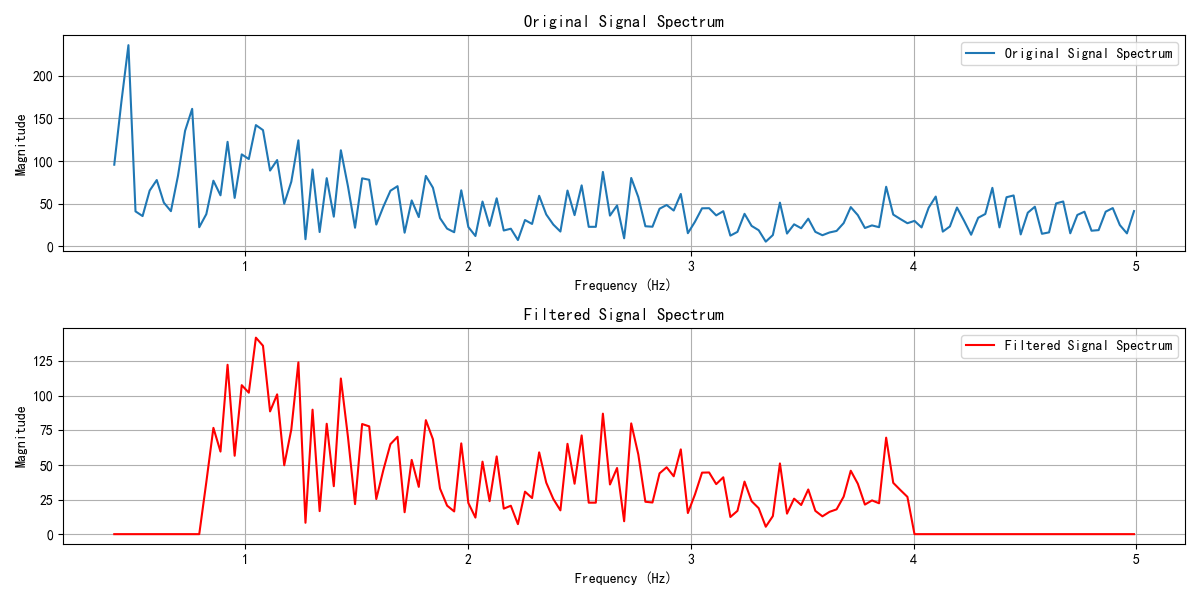 Original Signal Spectrum
Original Signal Spectrum
Magnitude
200
150
100
50
0
1
2
3
4
5
Frequency (Hz)
Filtered Signal Spectrum
Filtered Signal Spectrum
Magnitude
125
100
75
50
25
0
1
2
3
4
5
Frequency (Hz)